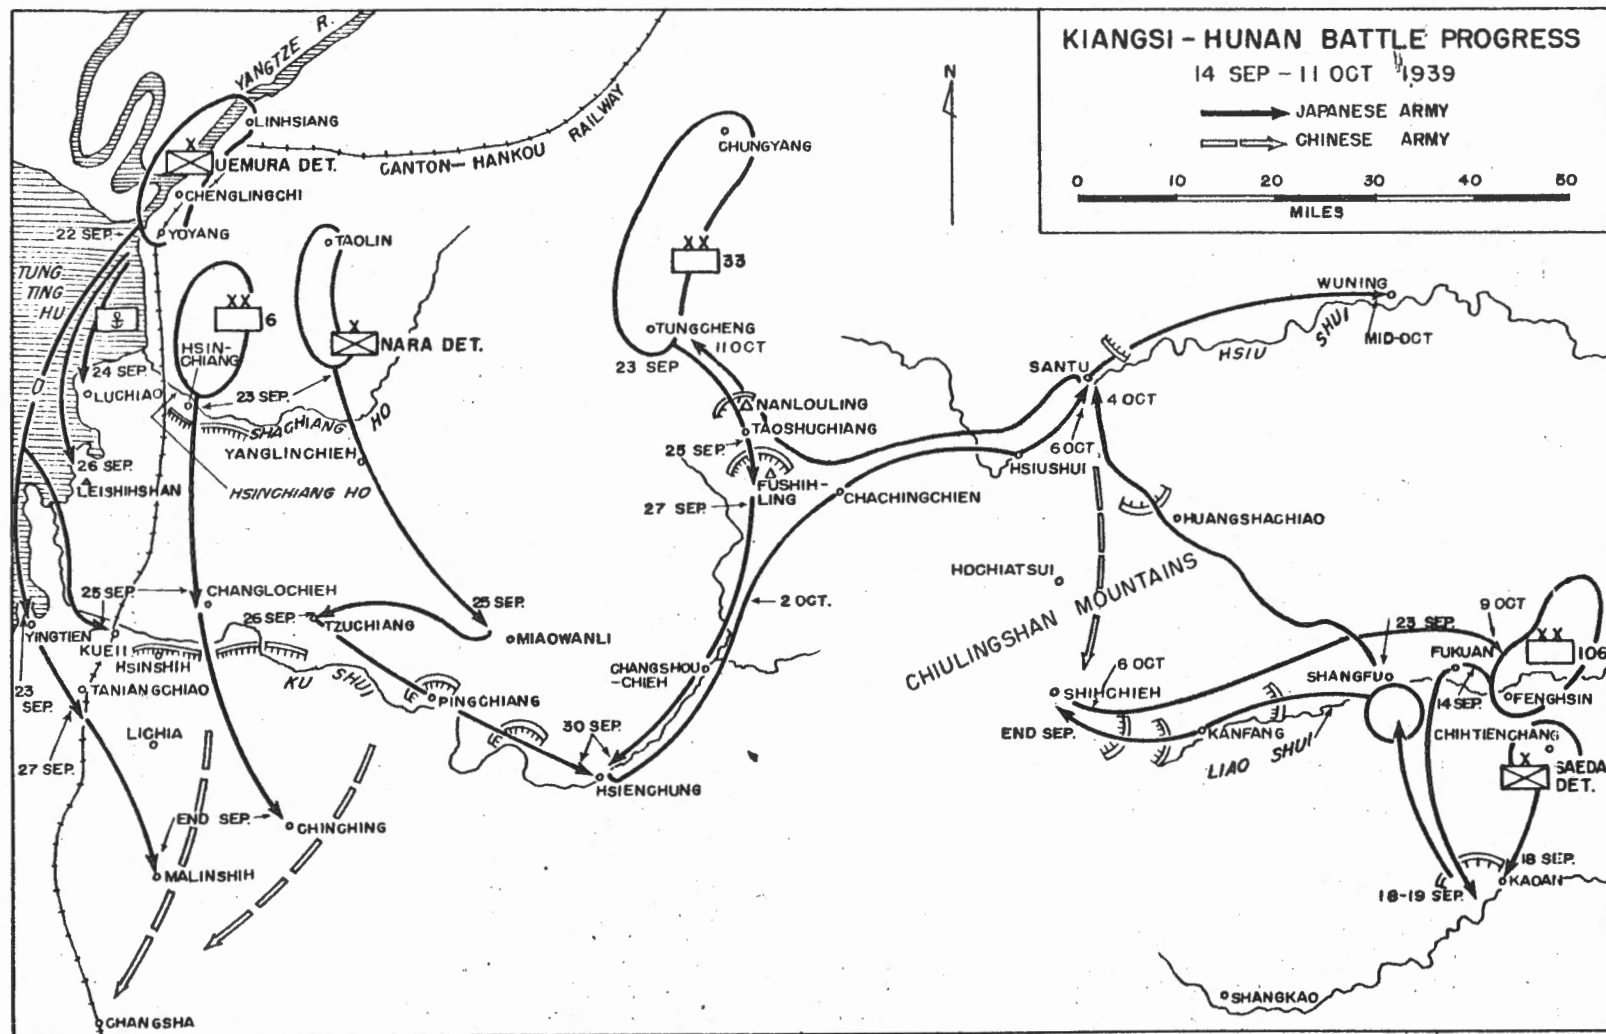 KIANGSI - HUNAN BATTLE PROGRESS
14 SEP - 11 OCT 1939
JAPANESE ARMY
CHINESE ARMY
0 10 20 30 40 50
MILES
N
YANGTZE R.
LINHSIANG
X
UEMURA DET.
CANTON-HANKOU RAILWAY
CHENGLINGCHI
22 SEP.
YOYANG
TAOLIN
CHUNGYANG
TUNG
TING
HU
XX
6
XX
33
X
NARA DET.
HSIN-
CHIANG
TUNGCHENG
11 OCT
23 SEP
WUNING
HSIU SHUI
MID-OCT
SANTU
24 SEP.
LUCHIAO
23 SEP.
SHACHIANG HO
YANGLINCHIEH
HSINCHIANG HO
NANLOULING
TAOSHUCHIANG
25 SEP.
4 OCT
6 OCT
HSIUSHUI
26 SEP.
LEISHIHSHAN
FUSHIH-
LING
27 SEP.
CHACHINGCHIEN
HUANGSHACHIAO
HOCHIATSUI
CHIULINGSHAN MOUNTAINS
25 SEP.
CHANGLOCHIEH
26 SEP.
TZUCHIANG
25 SEP.
MIAOWANLI
2 OCT.
YINGTIEN
KUEII
HSINSHIH
KU SHUI
CHANGSHOU
-CHIEH
23 SEP.
9 OCT
XX
106
FUKUAN
SHANGFU
14 SEP.
FENGHSIN
23
SEP.
TANIANGCHIAO
PINGCHIANG
6 OCT
SHIHCHIEH
END SEP.
KANFANG
LIAO SHUI
CHIHTIENCHANG
X
SAEDA
DET.
LICHIA
27 SEP.
30 SEP.
HSIENCHUNG
END SEP.
CHINCHING
MALINSHIH
18 SEP.
KAOAN
18-19 SEP.
SHANGKAO
CHANGSHA